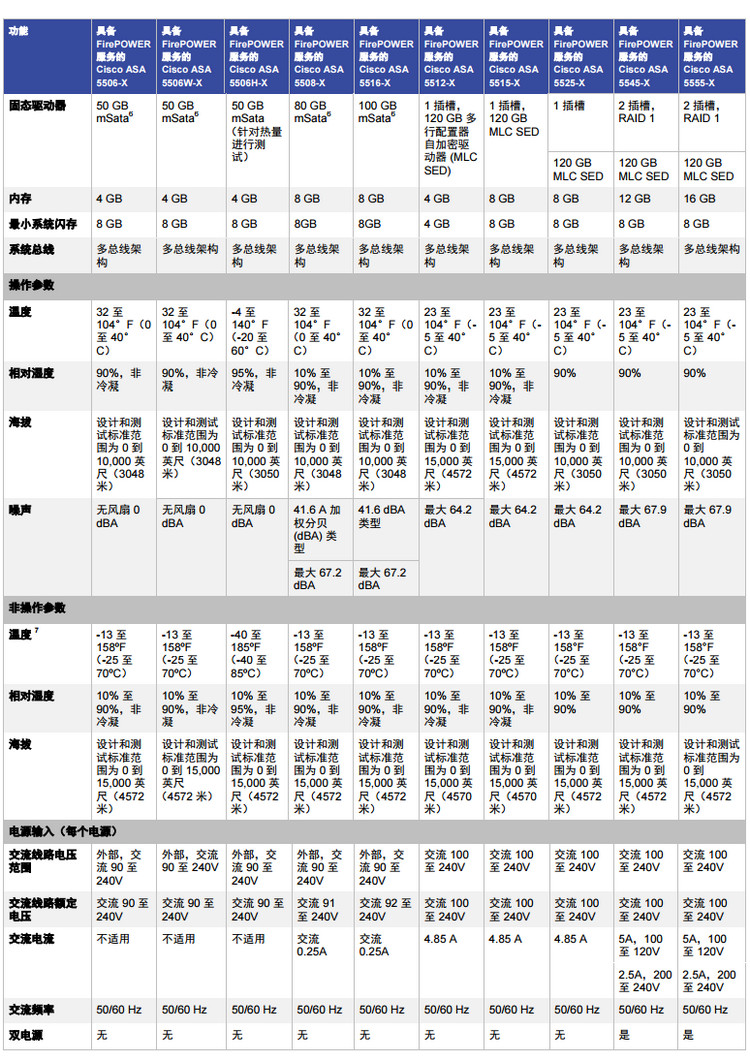 功能
具备
FirePOWER
服务的
Cisco ASA
5506-X
具备
FirePOWER
服务的
Cisco ASA
5506W-X
具备
FirePOWER
服务的
Cisco ASA
5506H-X
具备
FirePOWER
服务的
Cisco ASA
5508-X
具备
FirePOWER
服务的
Cisco ASA
5516-X
具备
FirePOWER
服务的
Cisco ASA
5512-X
具备
FirePOWER
服务的
Cisco ASA
5515-X
具备
FirePOWER
服务的
Cisco ASA
5525-X
具备
FirePOWER
服务的
Cisco ASA
5545-X
具备
FirePOWER
服务的
Cisco ASA
5555-X
固态驱动器
50 GB
mSata6
50 GB
mSata6
50 GB
mSata
（针对热量
进行测
试）
80 GB
mSata6
100 GB
mSata6
1 插槽，
120 GB 多
行配置器
自加密驱
动器 (MLC
SED)
1 插槽，
120 GB
MLC SED
1 插槽
120 GB
MLC SED
2 插槽，
RAID 1
120 GB
MLC SED
2 插槽，
RAID 1
120 GB
MLC SED
内存
4 GB
4 GB
4 GB
8 GB
8 GB
4 GB
8 GB
8 GB
12 GB
16 GB
最小系统闪存
8 GB
8 GB
8 GB
8GB
8GB
4 GB
8 GB
8 GB
8 GB
8 GB
系统总线
多总线架
构
多总线架构
多总线架
构
多总线架
构
多总线架
构
多总线架
构
多总线架
构
多总线架
构
多总线架
构
多总线架构
操作参数
温度
32 至
104°F（0
至 40°
C）
32 至
104°F（0
至 40°C）
-4 至
140°F
（-20 至
60°C）
32 至
104°F
（0 至 40°
C）
32 至
104°F（0
至 40°
C）
23 至
104°F（-
5 至 40°
C）
23 至
104°F（-
5 至 40°
C）
23 至
104°F（-
5 至 40°
C）
23 至
104°F（-
5 至 40°
C）
23 至
104°F（-
5 至 40°
C）
相对湿度
90%，非
冷凝
90%，非冷
凝
95%，非
冷凝
10% 至
90%，非
冷凝
10% 至
90%，非
冷凝
10% 至
90%，非
冷凝
10% 至
90%，非
冷凝
90%
90%
90%
海拔
设计和测
试标准范
围为 0 到
10,000 英
尺（3048
米）
设计和测试
标准范围为
0 到 10,000
英尺（3048
米）
设计和测
试标准范
围为 0 到
10,000 英
尺（3050
米）
设计和测
试标准范
围为 0 到
10,000 英
尺（3048
米）
设计和测
试标准范
围为 0 到
10,000 英
尺（3048
米）
设计和测
试标准范
围为 0 到
15,000 英
尺（4572
米）
设计和测
试标准范
围为 0 到
15,000 英
尺（4572
米）
设计和测
试标准范
围为 0 到
10,000 英
尺（3050
米）
设计和测
试标准范
围为 0 到
10,000 英
尺（3050
米）
设计和测试
标准范围为
0 到
10,000 英
尺（3050
米）
噪声
无风扇 0
dBA
无风扇 0
dBA
无风扇 0
dBA
41.6 A 加
权分贝
(dBA) 类
型
最大 67.2
dBA
41.6 dBA
类型
最大 67.2
dBA
最大 64.2
dBA
最大 64.2
dBA
最大 64.2
dBA
最大 67.9
dBA
最大 67.9
dBA
非操作参数
温度 7
-13 至
158ºF
（-25 至
70ºC）
-13 至
158ºF
（-25 至
70ºC）
-40 至
185ºF
（-40 至
85ºC）
-13 至
158ºF
（-25 至
70ºC）
-13 至
158ºF
（-25 至
70ºC）
-13 至
158°F
（-25 至
70°C）
-13 至
158°F
（-25 至
70°C）
-13 至
158°F
（-25 至
70°C）
-13 至
158°F
（-25 至
70°C）
-13 至
158°F
（-25 至
70°C）
相对湿度
10% 至
90%，非
冷凝
10% 至
90%，非冷
凝
10% 至
95%，非
冷凝
10% 至
90%，非
冷凝
10% 至
90%，非
冷凝
10% 至
90%，非
冷凝
10% 至
90%，非
冷凝
10% 至
90%
10% 至
90%
10% 至
90%
海拔
设计和测
试标准范
围为 0 到
15,000 英
尺（4572
米）
设计和测试
标准范围为
0 到 15,000
英尺
（4572 米）
设计和测
试标准范
围为 0 到
15,000 英
尺（4572
米）
设计和测
试标准范
围为 0 到
15,000 英
尺（4572
米）
设计和测
试标准范
围为 0 到
15,000 英
尺（4572
米）
设计和测
试标准范
围为 0 到
15,000 英
尺（4570
米）
设计和测
试标准范
围为 0 到
15,000 英
尺（4570
米）
设计和测
试标准范
围为 0 到
15,000 英
尺（4572
米）
设计和测
试标准范
围为 0 到
15,000 英
尺（4572
米）
设计和测试
标准范围为
0 到
15,000 英
尺（4572
米）
电源输入（每个电源）
交流线路电压
范围
外部，交
流 90 至
240V
外部，交流
90 至 240V
外部，交
流 90 至
240V
外部，交
流 90 至
240V
外部，交
流 90 至
240V
交流 100
至 240V
交流 100
至 240V
交流 100
至 240V
交流 100
至 240V
交流 100
至 240V
交流线路额定
电压
交流 90 至
240V
交流 90 至
240V
交流 90 至
240V
交流 91
至 240V
交流 92 至
240V
交流 100
至 240V
交流 100
至 240V
交流 100
至 240V
交流 100
至 240V
交流 100
至 240V
交流电流
不适用
不适用
不适用
交流
0.25A
交流
0.25A
4.85 A
4.85 A
4.85 A
5A，100
至 120V
2.5A，200
至 240V
5A，100
至 120V
2.5A，200
至 240V
交流频率
50/60 Hz
50/60 Hz
50/60 Hz
50/60 Hz
50/60 Hz
50/60 Hz
50/60 Hz
50/60 Hz
50/60 Hz
50/60 Hz
双电源
无
无
无
无
无
无
无
无
是
是